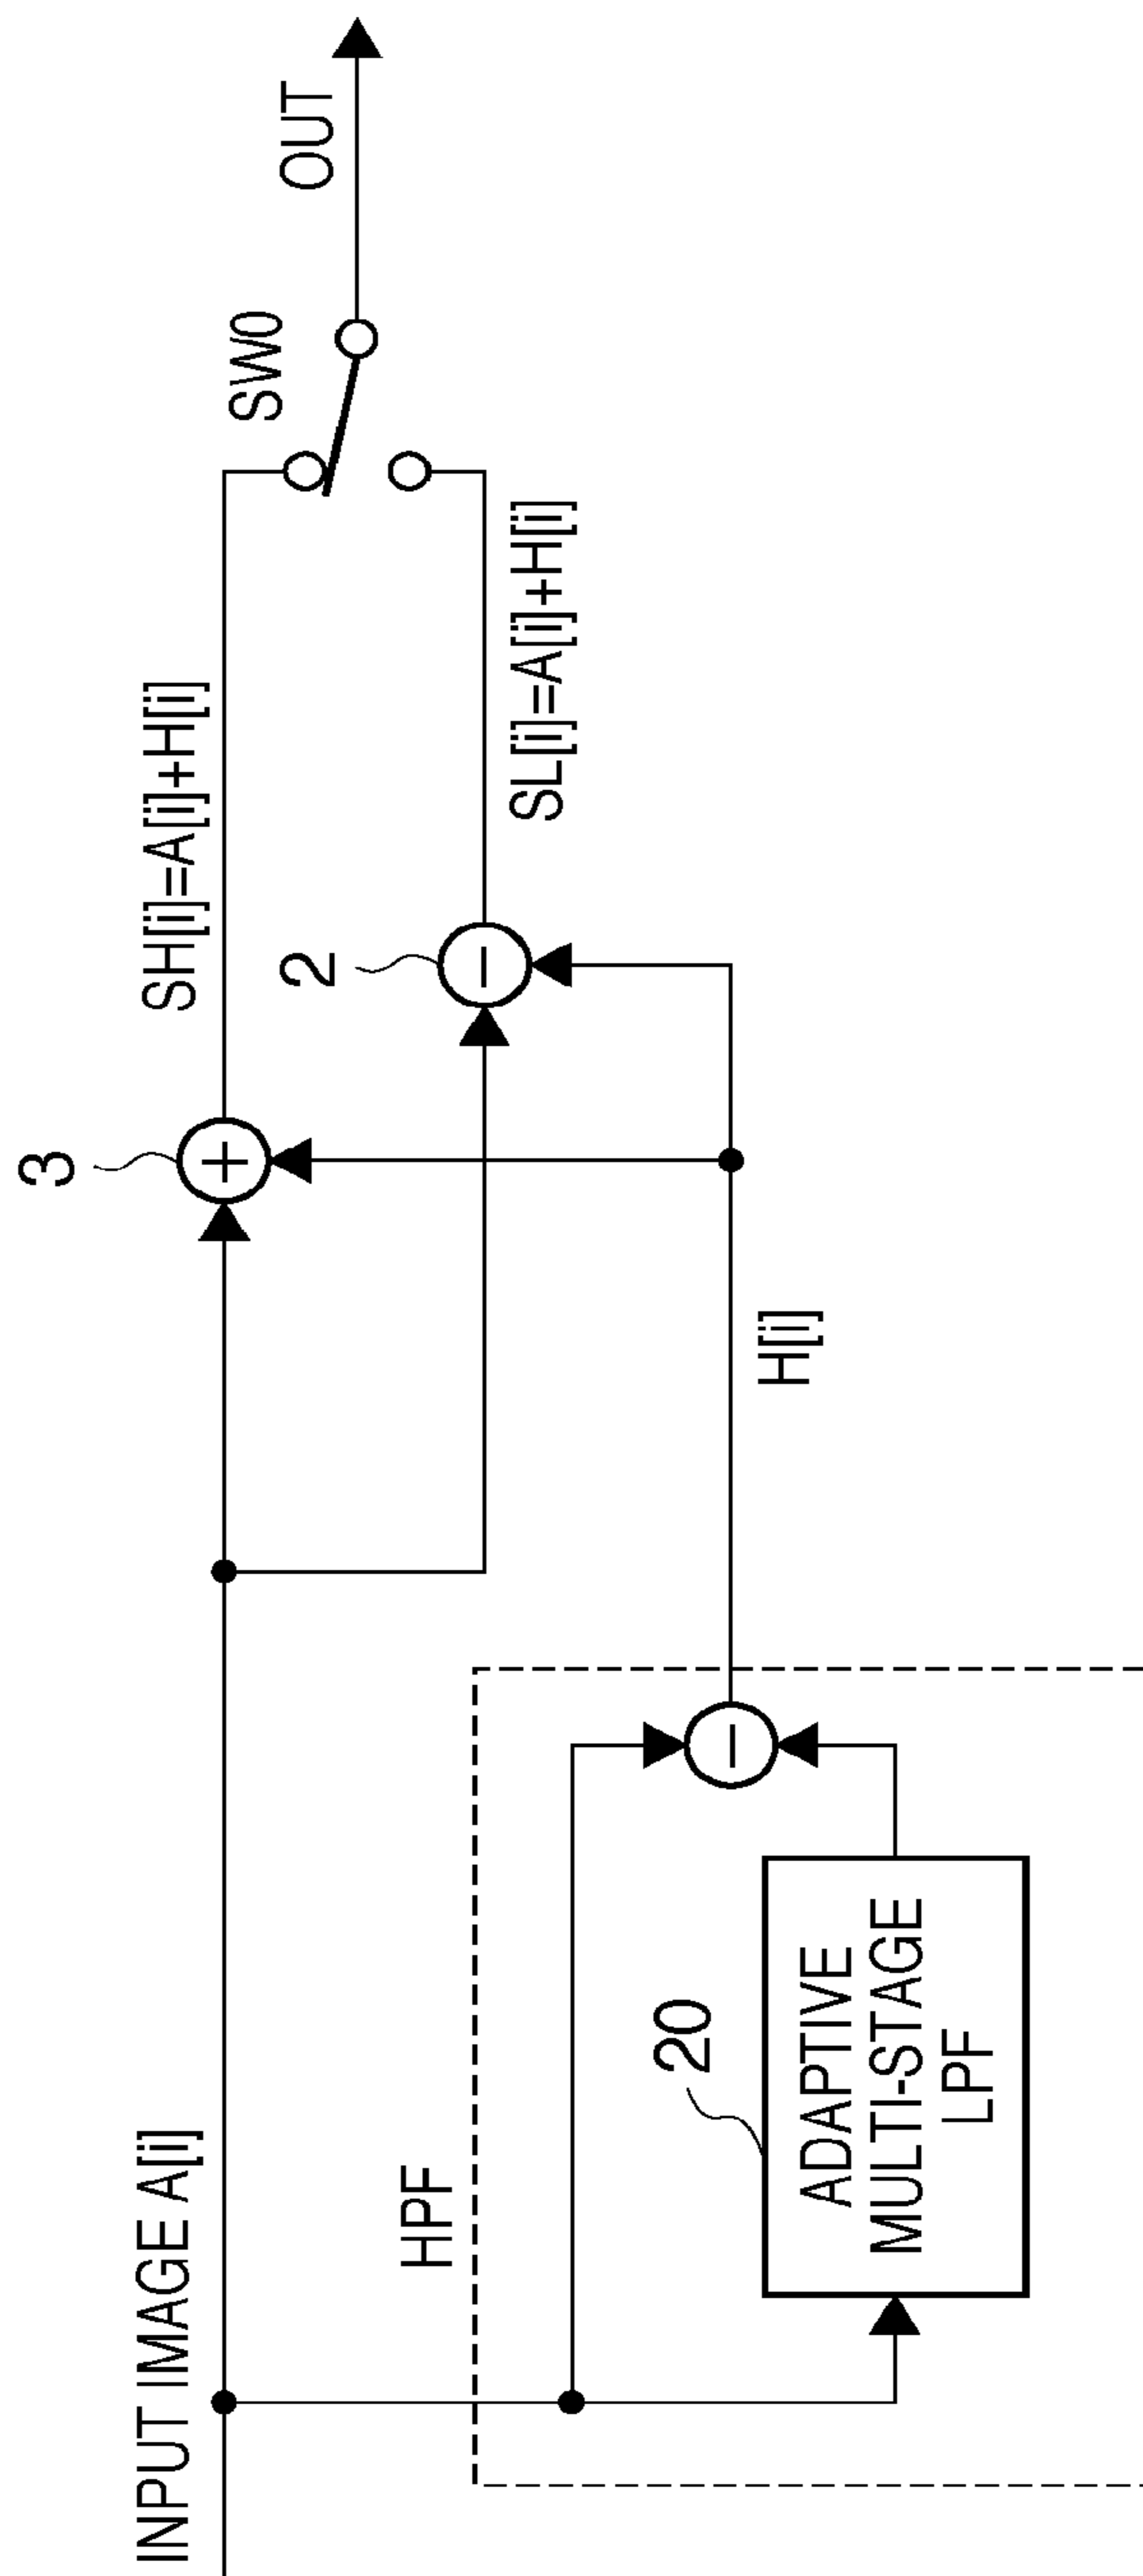 INPUT IMAGE A[i]
HPF
20
ADAPTIVE
MULTI-STAGE
LPF
H[i]
3
+
SH[i]=A[i]+H[i]
2
−
SL[i]=A[i]+H[i]
−
SW0
OUT